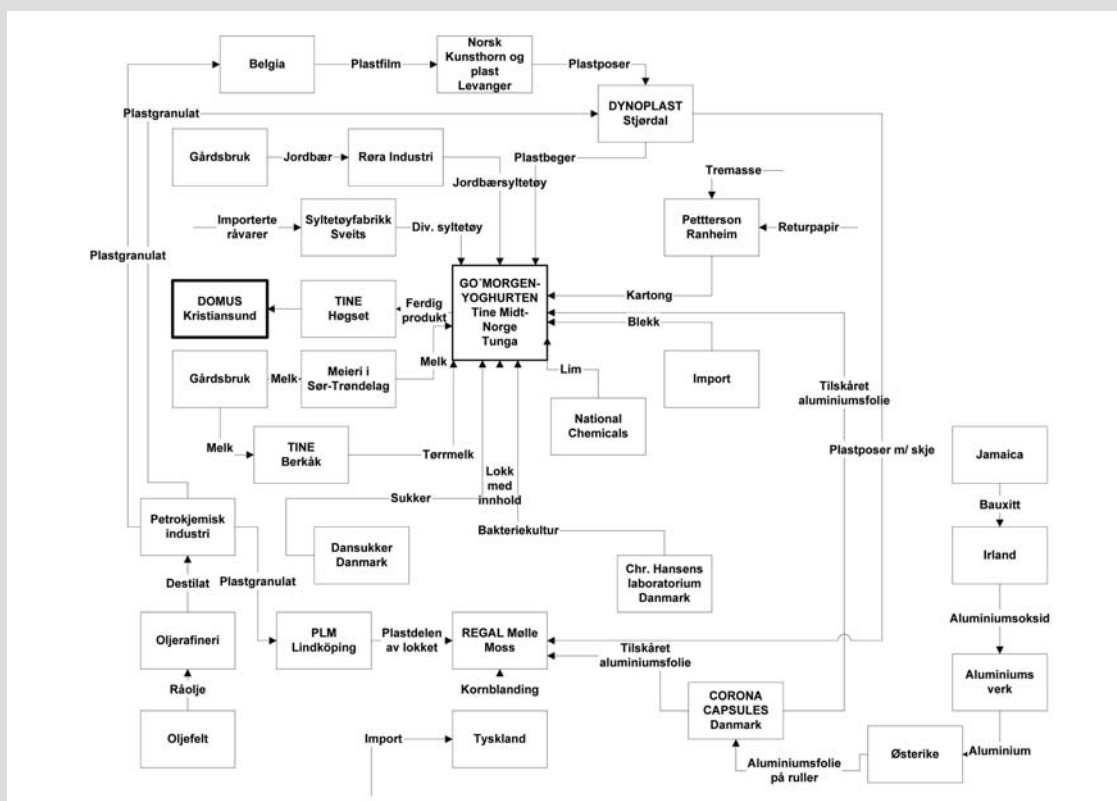 Belgia
Plastfilm
Norsk
Kunsthorn og
plast
Levanger
Plastposer
DYNOPLAST
Stjørdal
Plastgranulat
Gårdsbruk
Jordbær
Røra Industri
Plastbeger
Jordbærsyltetøy
Tremasse
Importerte
råvarer
Syltetøyfabrikk
Sveits
Div. syltetøy
Pettterson
Ranheim
Returpapir
Plastgranulat
DOMUS
Kristiansund
TINE
Høgset
Ferdig
produkt
GO´MORGEN-
YOGHURTEN
Tine Midt-
Norge
Tunga
Kartong
Blekk
Import
Gårdsbruk
Melk
Meieri i
Sør-Trøndelag
Melk
Lim
National
Chemicals
Tilskåret
aluminiumsfolie
Melk
TINE
Berkåk
Tørrmelk
Plastposer m/ skje
Jamaica
Sukker
Lokk
med
innhold
Bauxitt
Petrokjemisk
industri
Dansukker
Danmark
Bakteriekultur
Chr. Hansens
laboratorium
Danmark
Irland
Destilat
Plastgranulat
Aluminiumsoksid
Oljerafineri
PLM
Lindköping
Plastdelen
av lokket
REGAL Mølle
Moss
Tilskåret
aluminiumsfolie
Råolje
Kornblanding
Aluminiums
verk
Oljefelt
Import
Tyskland
CORONA
CAPSULES
Danmark
Aluminiumsfolie
på ruller
Østerike
Aluminium